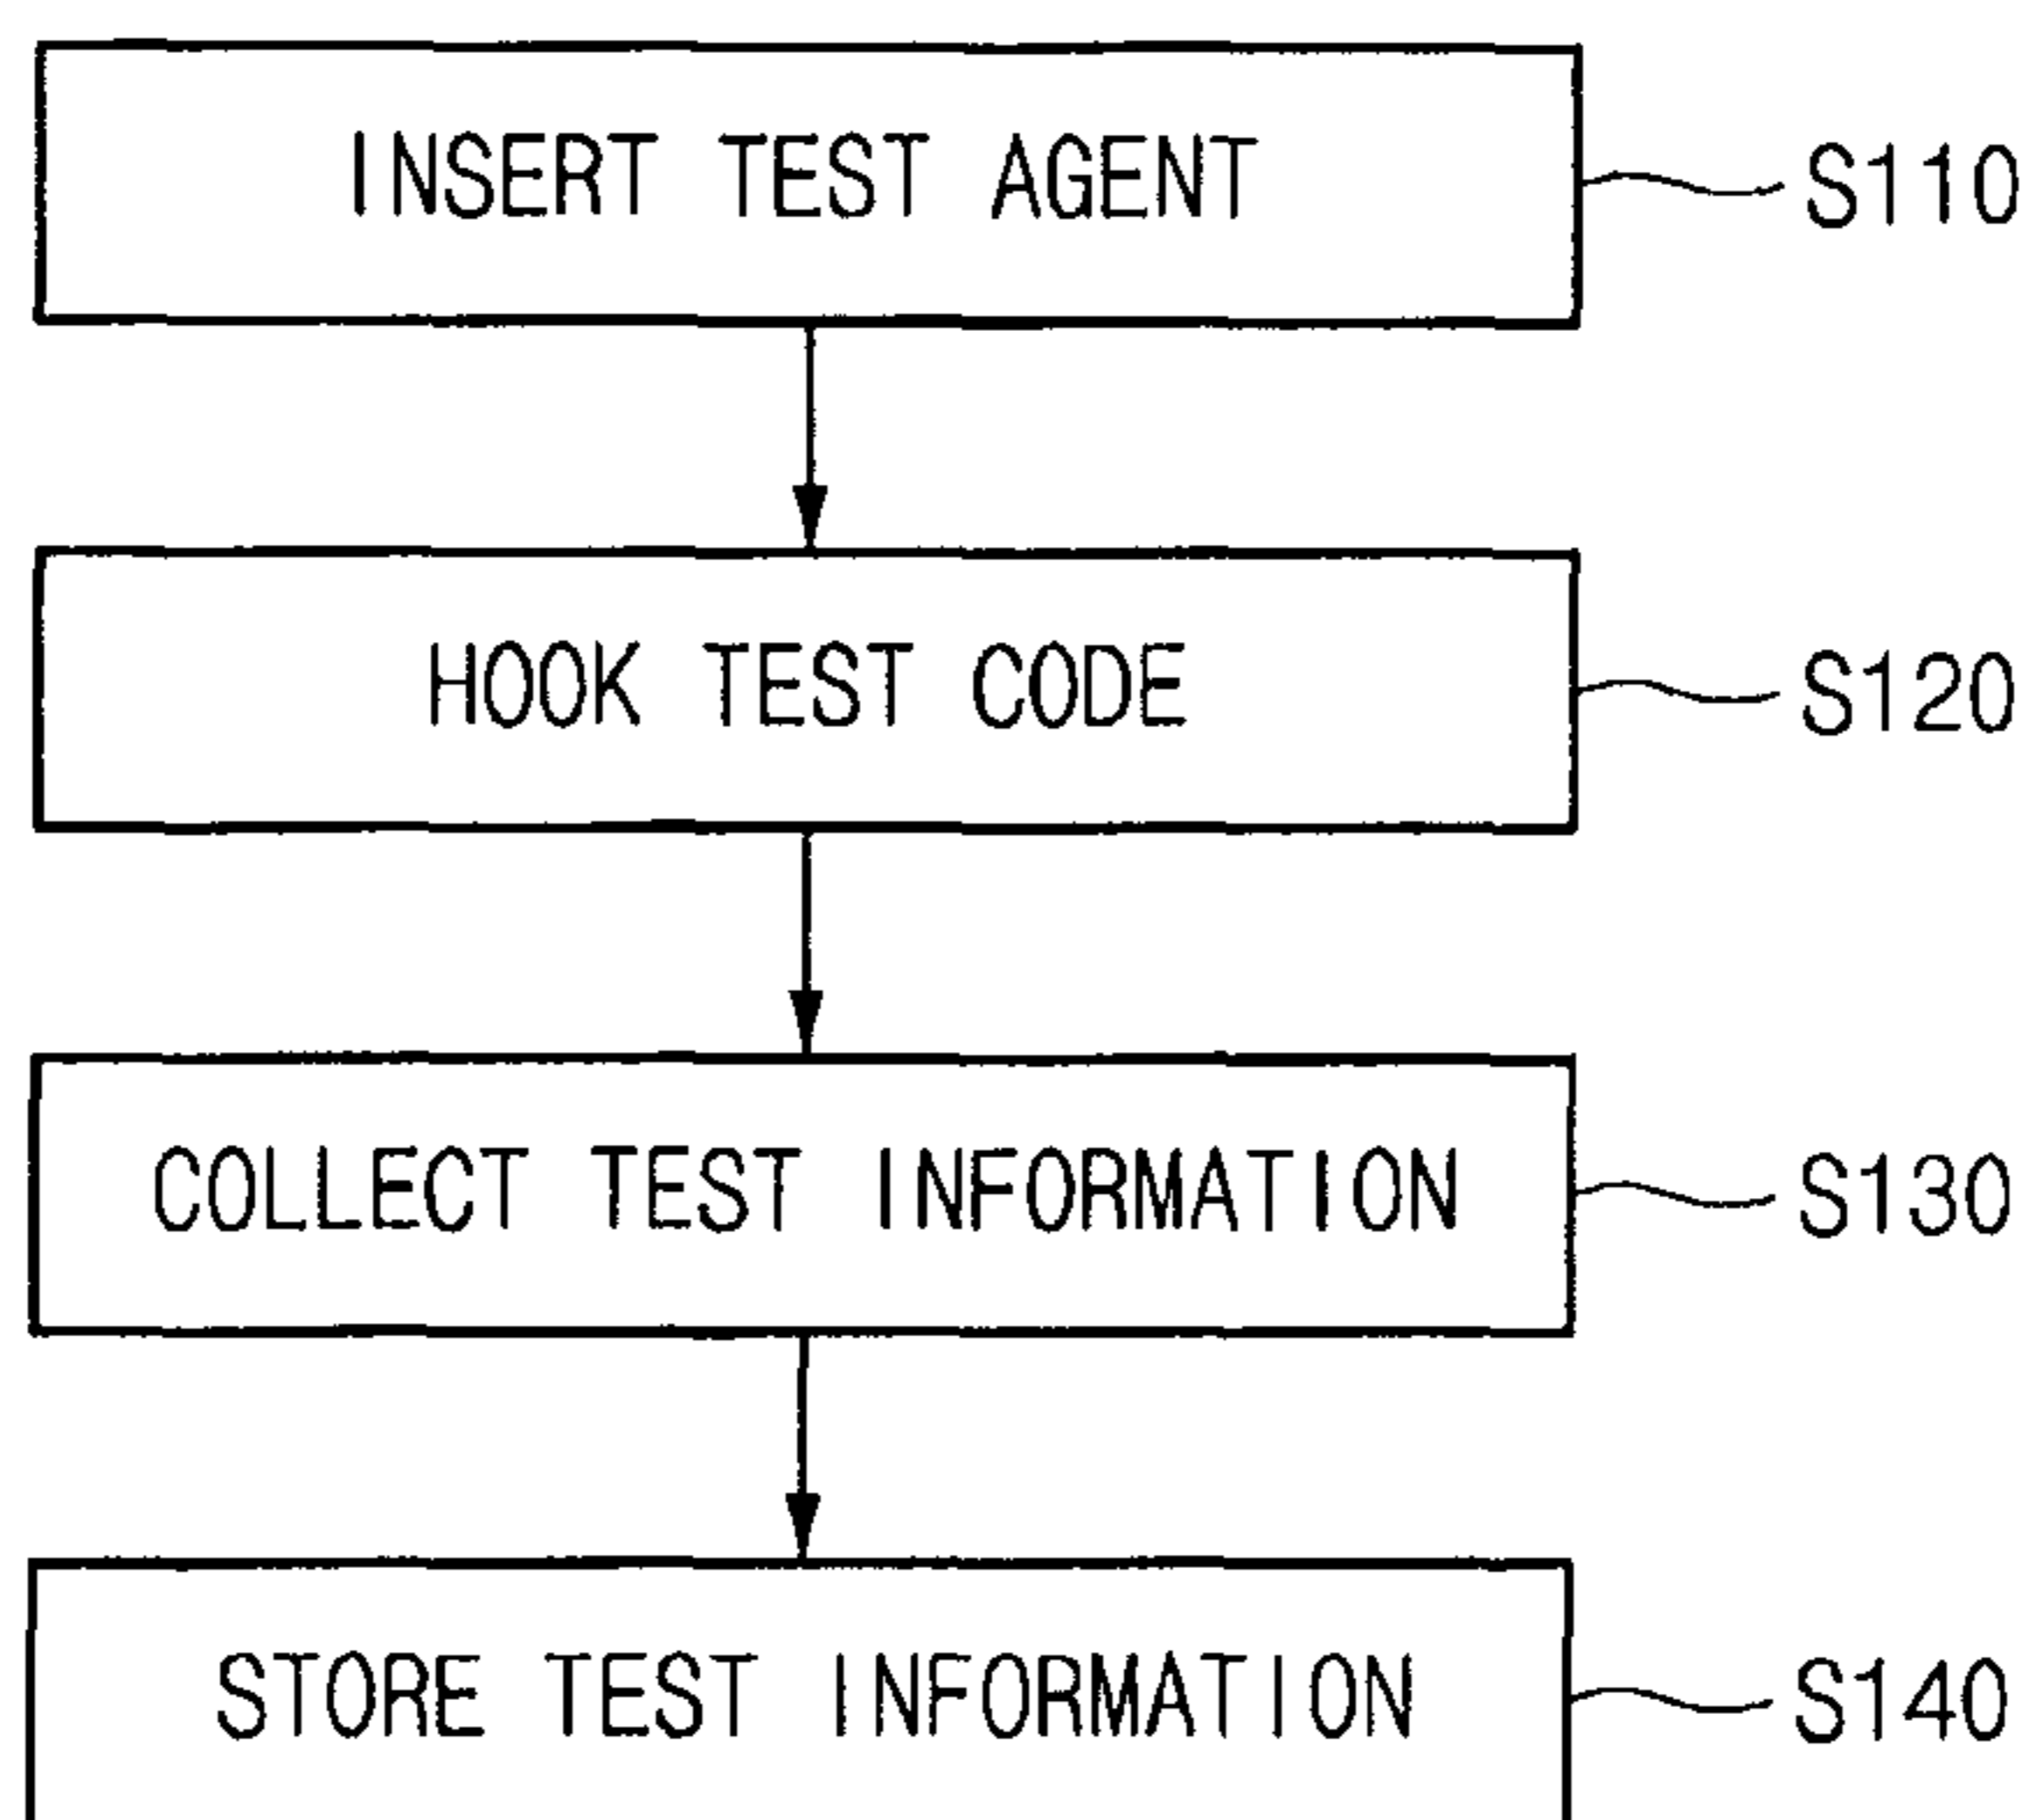 INSERT TEST AGENT S110
HOOK TEST CODE S120
COLLECT TEST INFORMATION S130
STORE TEST INFORMATION S140